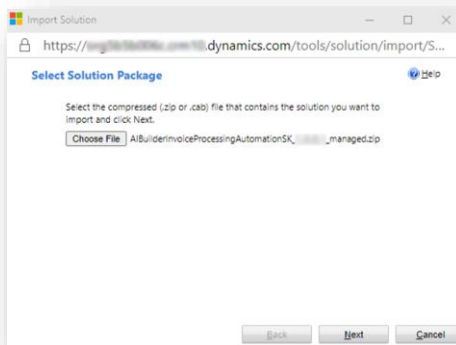 Import Solution
https:// .dynamics.com/tools/solution/import/S...
Select Solution Package
Help
Select the compressed (.zip or .cab) file that contains the solution you want to
import and click Next.
Choose File AIBuilderInvoiceProcessingAutomationSK_ _managed.zip
Back Next Cancel